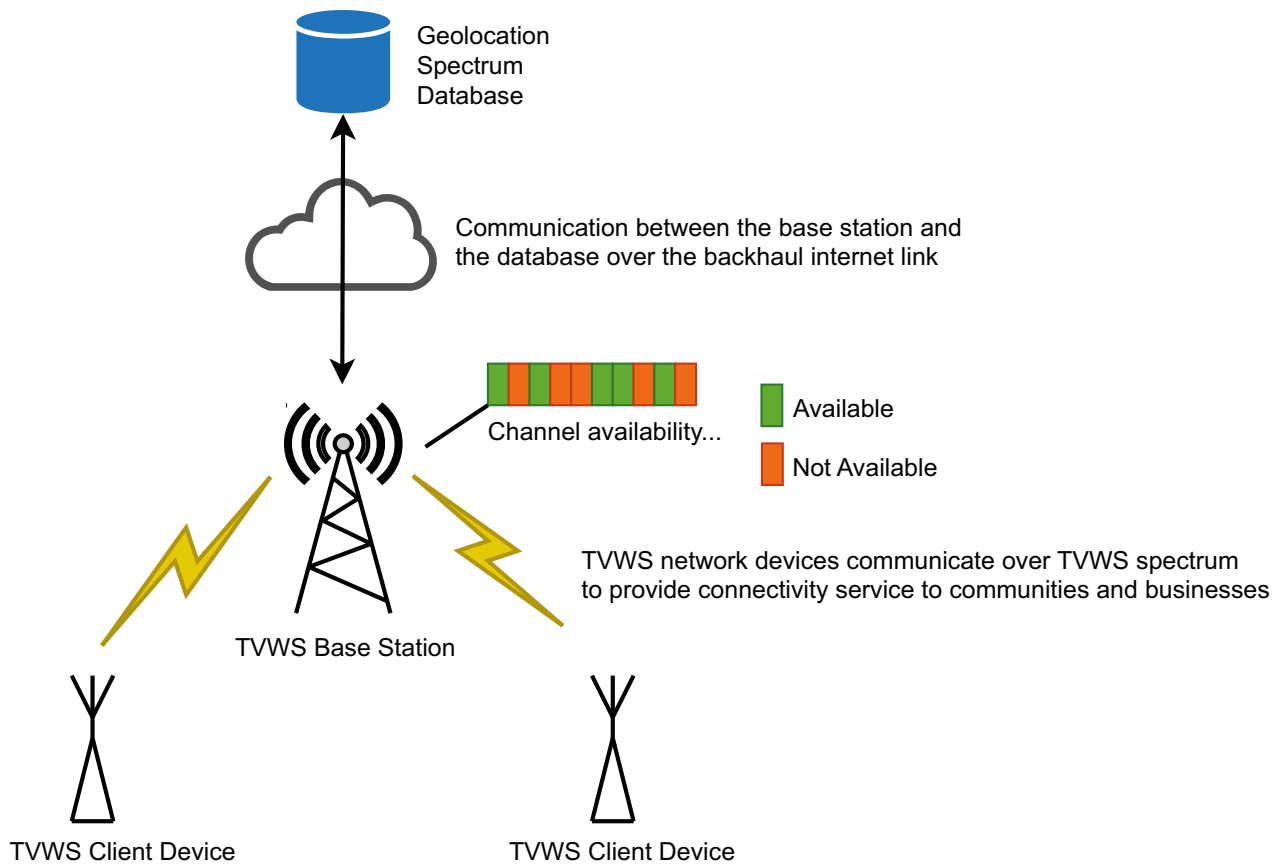 Geolocation
Spectrum
Database
Communication between the base station and
the database over the backhaul internet link
Channel availability...
Available
Not Available
TVWS network devices communicate over TVWS spectrum
to provide connectivity service to communities and businesses
TVWS Base Station
TVWS Client Device
TVWS Client Device